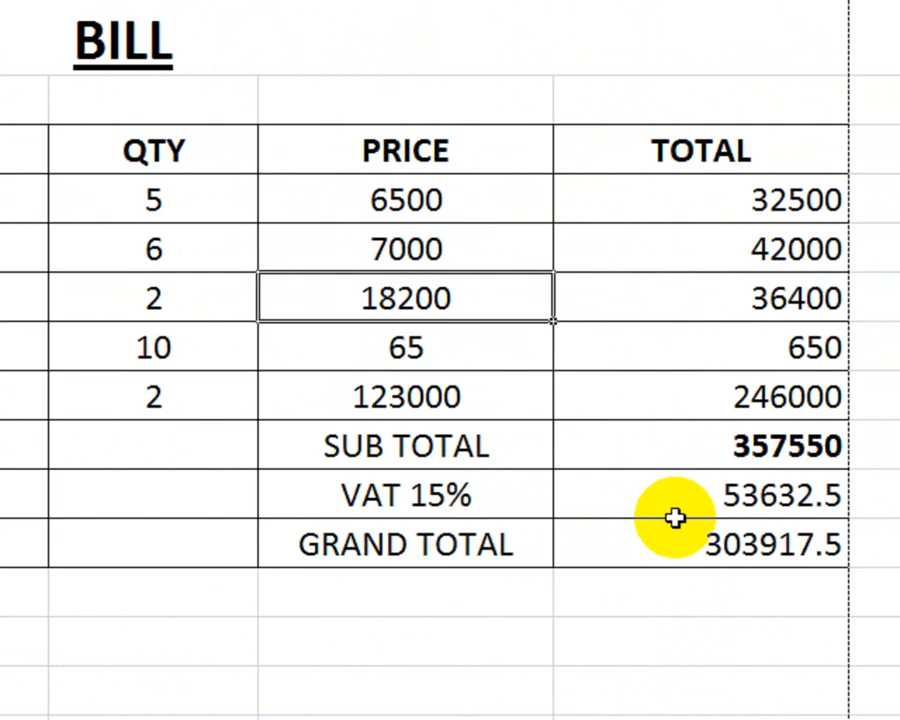 BILL
QTY PRICE TOTAL
5 6500 32500
6 7000 42000
2 18200 36400
10 65 650
2 123000 246000
SUB TOTAL 357550
VAT 15% 53632.5
GRAND TOTAL 303917.5